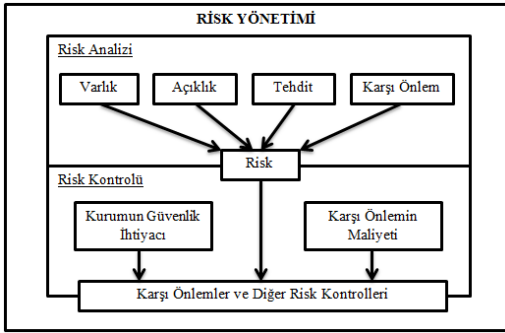 RİSK YÖNETİMİ
Risk Analizi
Varlık
Açıklık
Tehdit
Karşı Önlem
Risk
Risk Kontrolü
Kurumun Güvenlik
İhtiyacı
Karşı Önlemin
Maliyeti
Karşı Önlemler ve Diğer Risk Kontrolleri